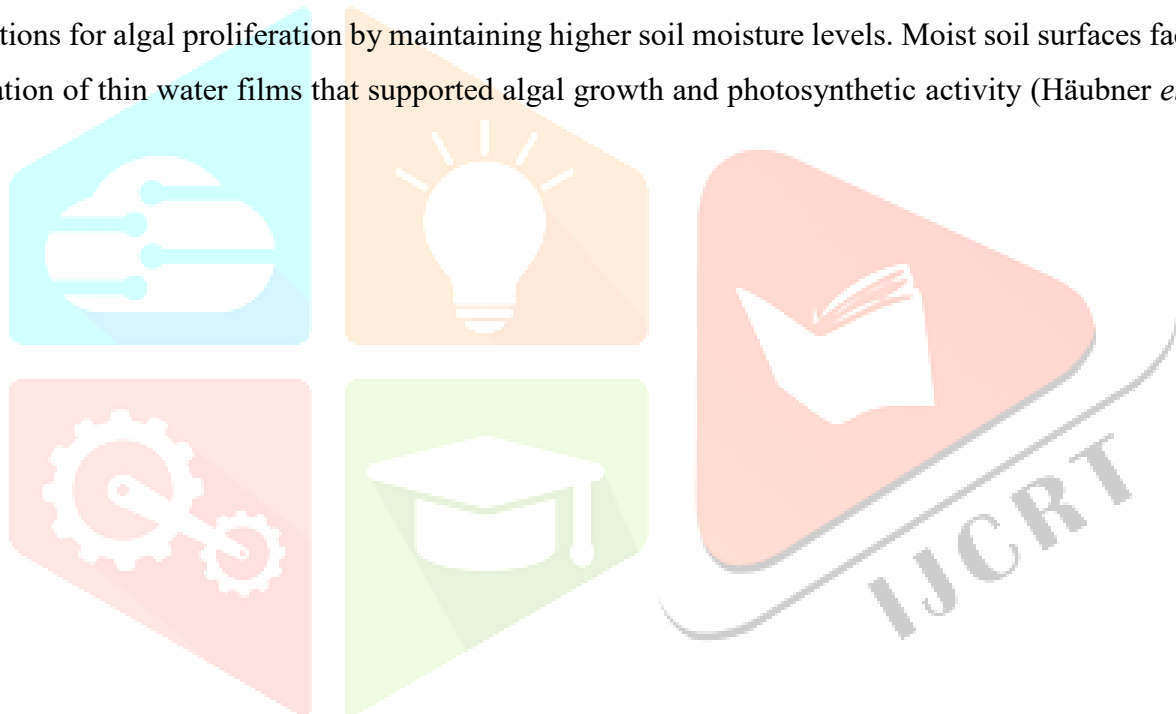 tions for algal proliferation by maintaining higher soil moisture levels. Moist soil surfaces fac
ation of thin water films that supported algal growth and photosynthetic activity (Häubner e
IJCRT